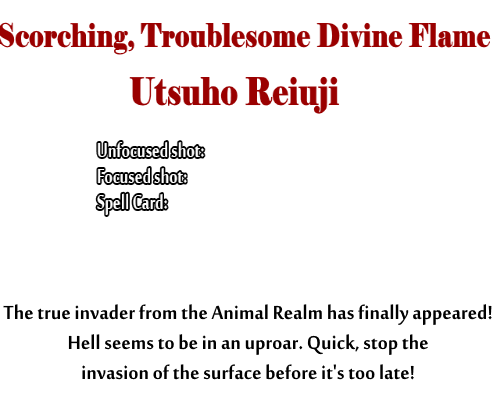 Scorching, Troublesome Divine Flame
Utsuho Reiuji
Unfocused shot:
Focused shot:
Spell Card:
The true invader from the Animal Realm has finally appeared!
Hell seems to be in an uproar. Quick, stop the
invasion of the surface before it's too late!